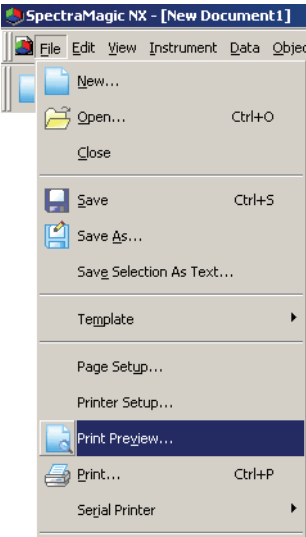 SpectraMagic NX - [New Document1]
File Edit View Instrument Data Objec
New...
Open... Ctrl+O
Close
Save Ctrl+S
Save As...
Save Selection As Text...
Template
Page Setup...
Printer Setup...
Print Preview...
Print... Ctrl+P
Serial Printer